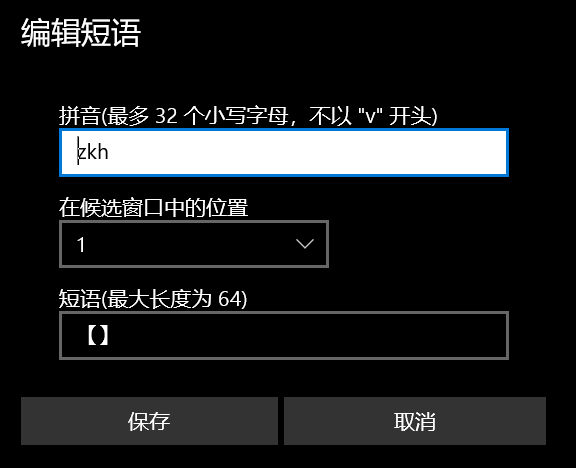 编辑短语
拼音(最多 32 个小写字母，不以 "v" 开头)
zkh
在候选窗口中的位置
1
短语(最大长度为 64)
【】
保存
取消